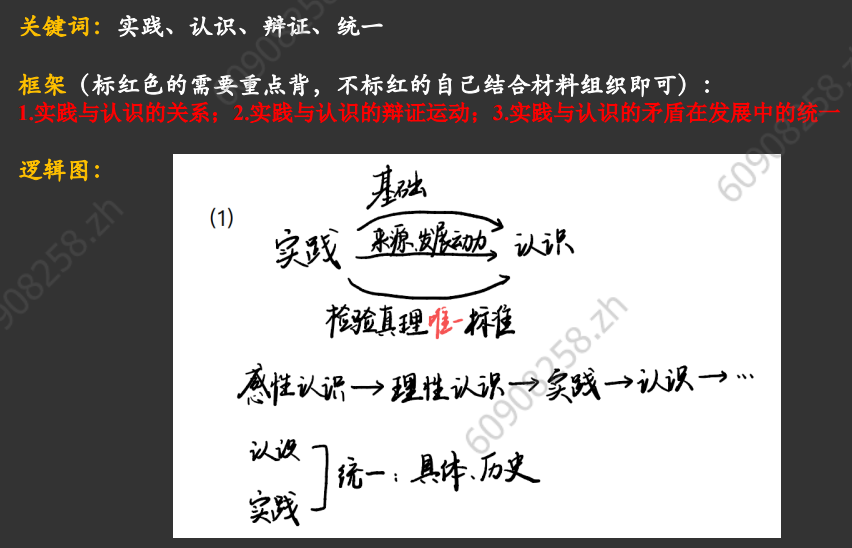 关键词：实践、认识、辩证、统一
框架（标红色的需要重点背，不标红的自己结合材料组织即可）：
1.实践与认识的关系；2.实践与认识的辩证运动；3.实践与认识的矛盾在发展中的统一
逻辑图：
(1)
基础
实践 来源、发展动力 认识
检验真理唯一标准
感性认识→理性认识→实践→认识→…
认识
实践
统一：具体、历史
60908258.zh
60908258.zh
60908258.zh
60908258.zh